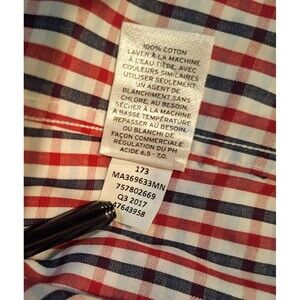 100% COTON
LAVER À LA MACHINE
À L'EAU TIÈDE, AVEC
COULEURS SIMILAIRES
UTILISER SEULEMENT
UN AGENT DE
BLANCHIMENT SANS
CHLORE, AU BESOIN
SÉCHER À LA MACHINE
À BASSE TEMPÉRATURE
REPASSER AU BESOIN
OU BLANCHI DE
FAÇON COMMERCIALE
RÉGULATION DU PH
ACIDE 6,5 - 7,0.
173
MA369633MN
757802669
Q3 2017
47643958